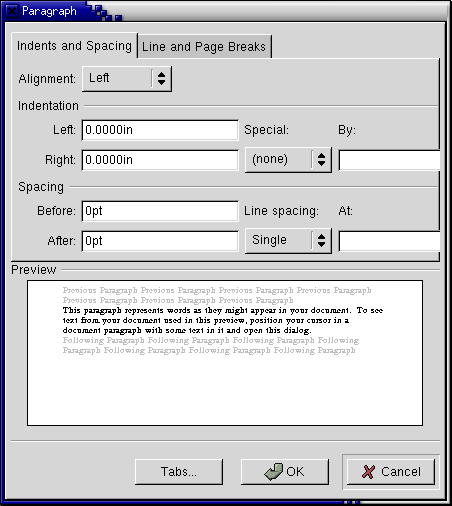 Paragraph
Indents and Spacing Line and Page Breaks
Alignment: Left
Indentation
Left: 0.0000in Special: By:
Right: 0.0000in (none)
Spacing
Before: 0pt Line spacing: At:
After: 0pt Single
Preview
Previous Paragraph Previous Paragraph Previous Paragraph Previous Paragraph
Previous Paragraph Previous Paragraph Previous Paragraph
This paragraph represents words as they might appear in your document.  To see
text from your document used in this preview, position your cursor in a
document paragraph with some text in it and open this dialog.
Following Paragraph Following Paragraph Following Paragraph Following
Paragraph Following Paragraph Following Paragraph Following Paragraph
Tabs... OK Cancel